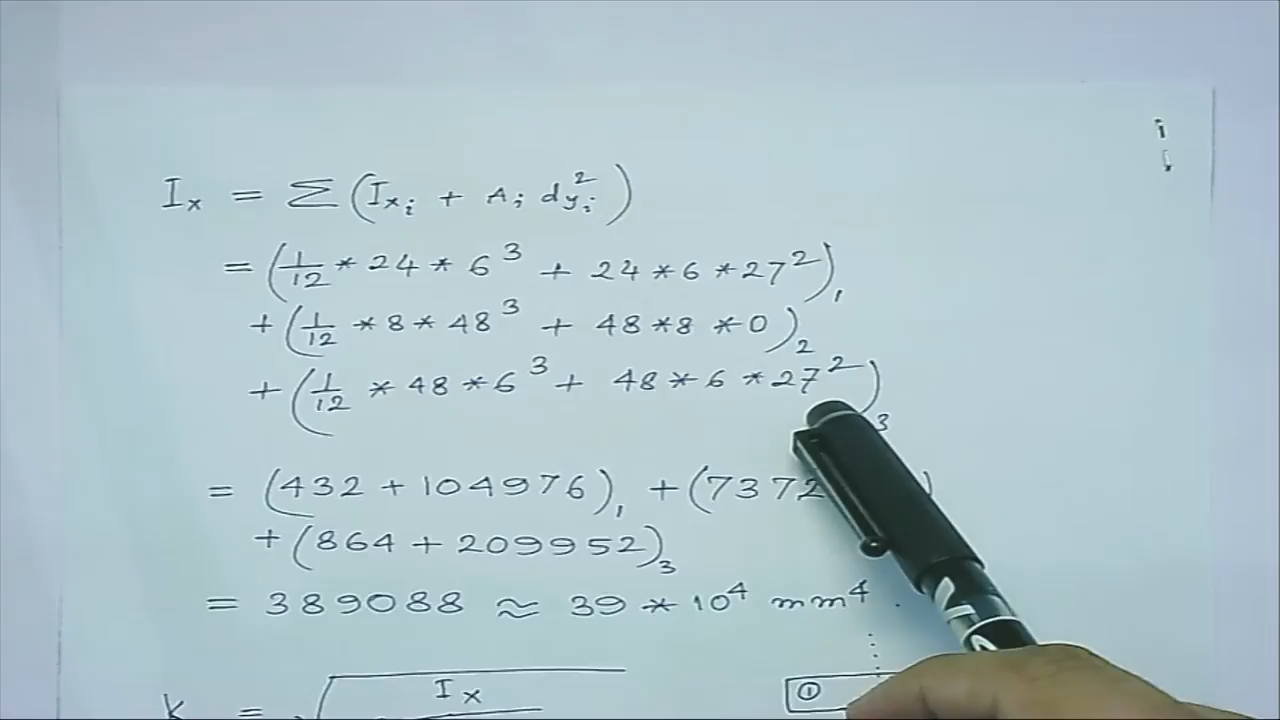 Iₓ = Σ (Iₓᵢ + Aᵢ dyᵢ²)
= (1/12 * 24 * 6³ + 24 * 6 * 27²)₁
+ (1/12 * 8 * 48³ + 48 * 8 * 0)₂
+ (1/12 * 48 * 6³ + 48 * 6 * 27²)₃
= (432 + 104976)₁ + (7372
+ (864 + 209952)₃
= 389088 ≈ 39 * 10⁴ mm⁴.
K = √ Iₓ
①